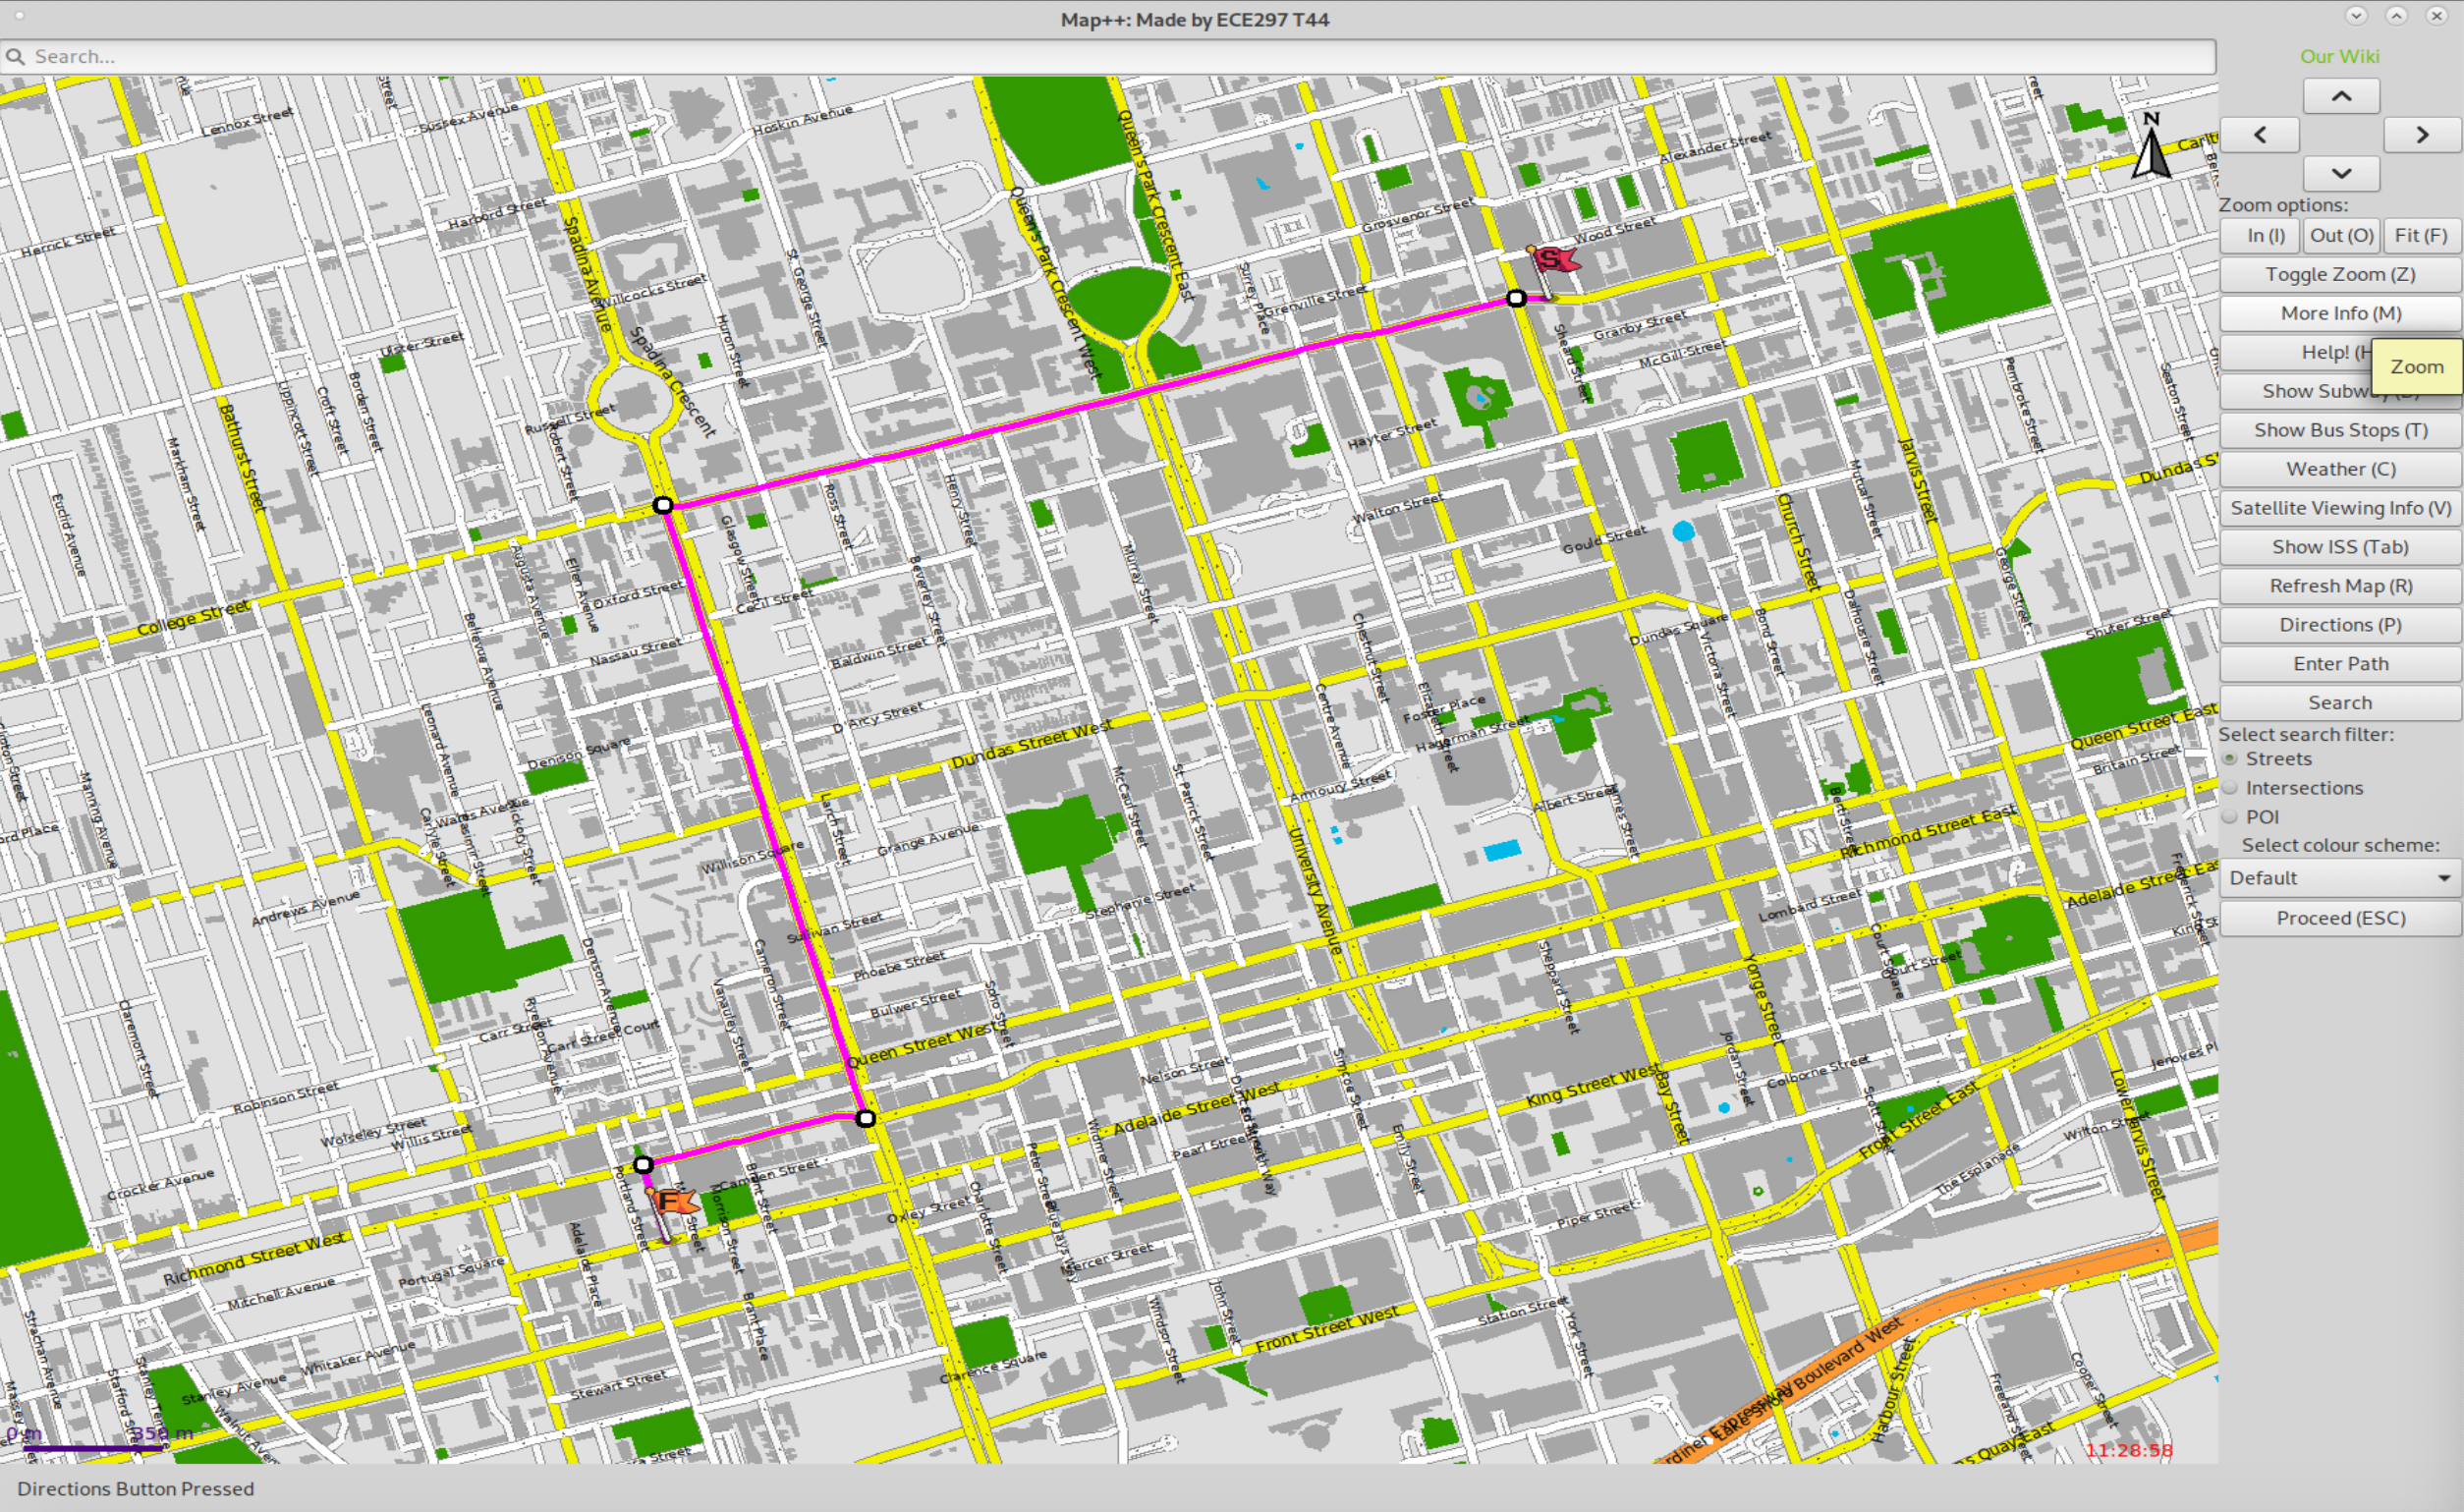 Map++: Made by ECE297 T44
Search...
Our Wiki
Zoom options:
In (I) Out (O) Fit (F)
Toggle Zoom (Z)
More Info (M)
Help! (H
Zoom
Show Subway
Show Bus Stops (T)
Weather (C)
Satellite Viewing Info (V)
Show ISS (Tab)
Refresh Map (R)
Directions (P)
Enter Path
Search
Select search filter:
Streets
Intersections
POI
Select colour scheme:
Default
Proceed (ESC)
N
Lennox Street
Sussex Avenue
Hoskin Avenue
Queen's Park Crescent East
Alexander Street
Herrick Street
Harbord Street
Spadina Avenue
Queen's Park Crescent West
Grosvenor Street
Wood Street
S
Willcocks Street
St. George Street
Surrey Place
Grenville Street
Ulster Street
Spadina Crescent
Huron Street
Sheard Street
Granby Street
McGill Street
Lippincott Street
Croft Street
Borden Street
Russell Street
Robert Street
Pembroke Street
Seaton Street
Bathurst Street
Markham Street
Hayter Street
Jarvis Street
Euclid Avenue
Ross Street
Henry Street
Walton Street
Mutual Street
Dundas S
Augusta Avenue
Ellen Avenue
Glasgow Street
Murray Street
Gould Street
Church Street
George Street
Oxford Street
Cecil Street
Beverley Street
College Street
Bellevue Avenue
Nassau Street
Baldwin Street
Chestnut Street
Dundas Square
Victoria Street
Bond Street
Dalhousie Street
Shuter Street
Leonard Avenue
D'Arcy Street
Centre Avenue
Foster Place
Elizabeth Street
Hagerman Street
Denison Square
Dundas Street West
Queen Street East
Britain Street
Manning Avenue
Wales Avenue
Carlyle Street
Casimir Street
Hickory Street
Larch Street
McCaul Street
St. Patrick Street
Armoury Street
Albert Street
James Street
Grange Avenue
Willison Square
University Avenue
Berti Street
Richmond Street East
Andrews Avenue
Sullivan Street
Stephanie Street
Lombard Street
Adelaide Street Eas
Frederick Street
Denison Avenue
Cameron Street
Phoebe Street
Sheppard Street
Yonge Street
Court Square
Court Street
King St
Claremont Street
Ryerson Avenue
Carr Street
Carr Street Court
Vanauley Street
Bulwer Street
Soho Street
Queen Street West
Simcoe Street
Nelson Street
Jordan Street
Colborne Street
Robinson Street
Adelaide Street West
King Street West
Bay Street
Scott Street
Front Street East
Lower Jarvis Street
Wolseley Street
Willis Street
Widmer Street
Pearl Street
Emily Street
Wilton Street
Crocker Avenue
Portland Street
F
Camden Street
Brant Street
Peter Street
The Esplanade
Morrison Street
Oxley Street
Charlotte Street
Blue Jays Way
Piper Street
Richmond Street West
Adelaide Place
Portugal Square
Mercer Street
Mitchell Avenue
Brant Place
Windsor Street
John Street
Front Street West
Station Street
York Street
Strachan Avenue
Whitaker Avenue
Stafford Street
Stanley Avenue
Stewart Street
Clarence Square
Lake Shore Boulevard West
Harbour Street
Freeland Street
Cooper Street
0 m 350 m
11:28:58
Directions Button Pressed